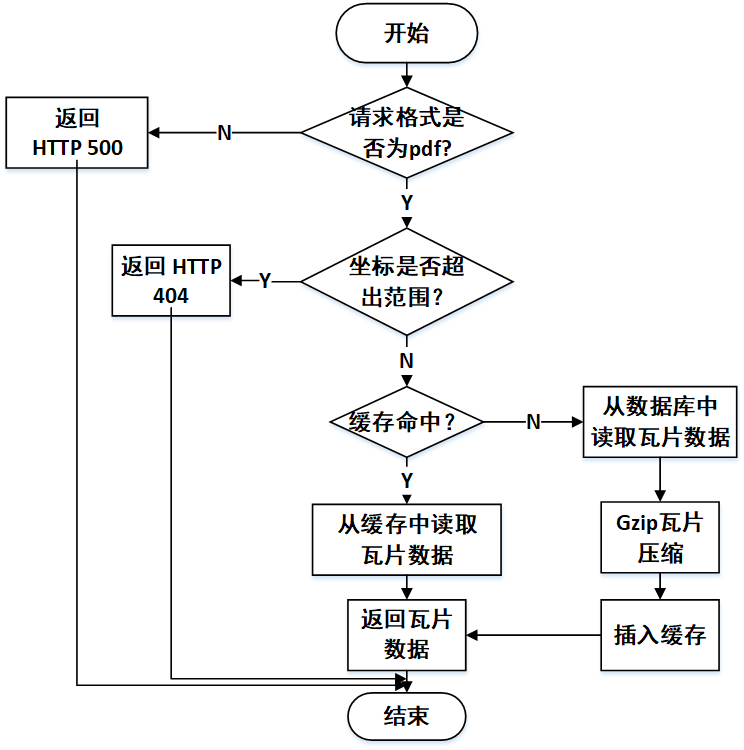 开始
请求格式是
否为pdf?
N
返回
HTTP 500
Y
坐标是否超
出范围?
Y
返回 HTTP
404
N
缓存命中?
N
从数据库中
读取瓦片数据
Y
从缓存中读取
瓦片数据
Gzip瓦片
压缩
返回瓦片
数据
插入缓存
结束